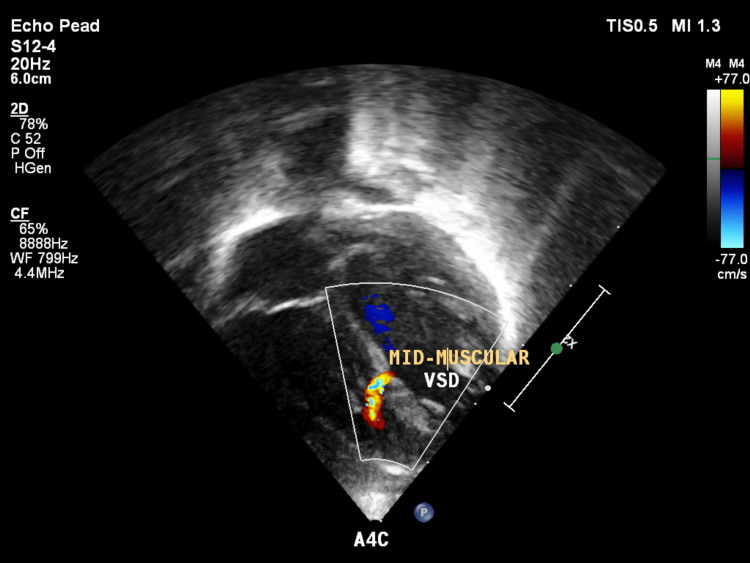 Echo Pead
TIS0.5 MI 1.3
S12-4
20Hz
6.0cm
M4 M4
+77.0
2D
78%
C 52
P Off
HGen
CF
65%
8888Hz
WF 799Hz
4.4MHz
-77.0
cm/s
FX
MID-MUSCULAR
VSD
P
A4C